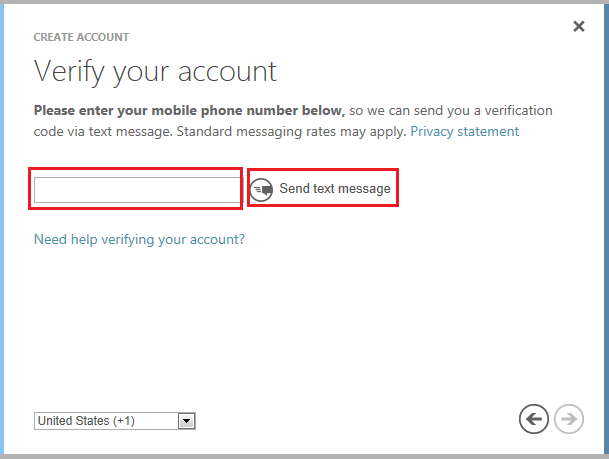 CREATE ACCOUNT
Verify your account
Please enter your mobile phone number below, so we can send you a verification
code via text message. Standard messaging rates may apply. Privacy statement
Send text message
Need help verifying your account?
United States (+1)